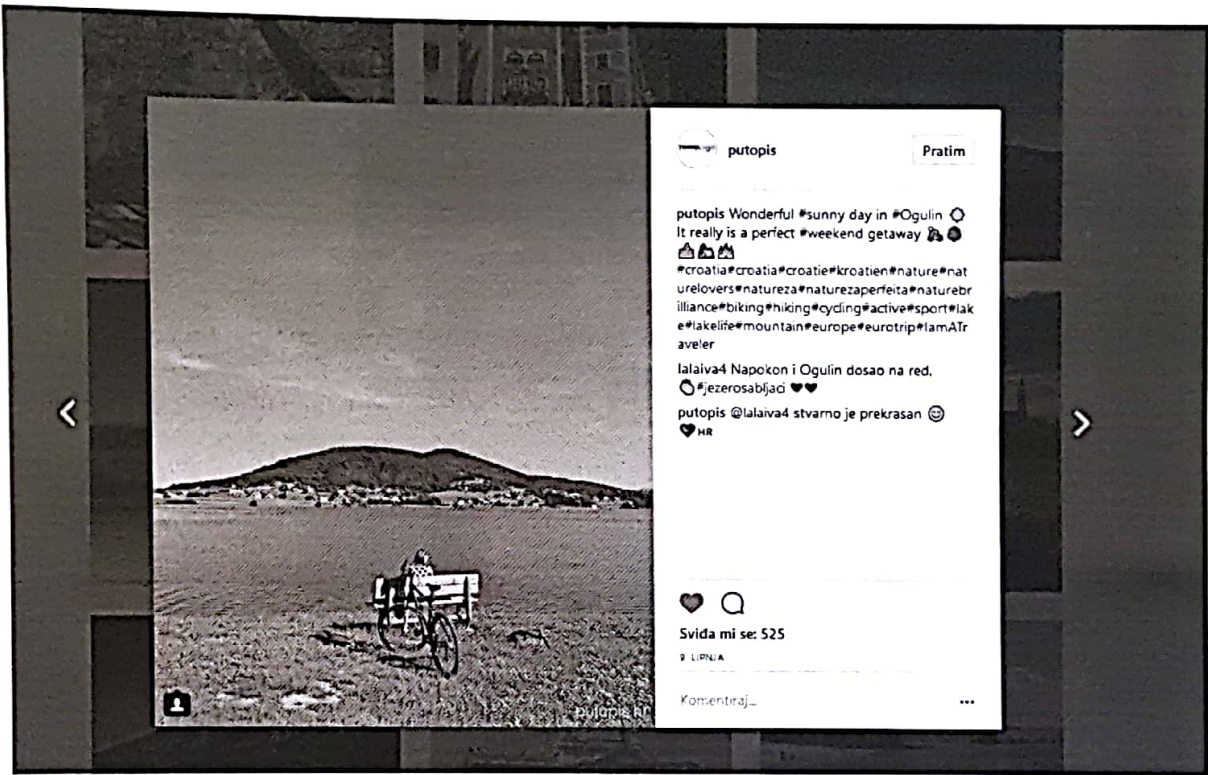 putopis
Pratim
putopis Wonderful #sunny day in #Ogulin
It really is a perfect #weekend getaway
#croatia#croatia#croatie#kroatien#nature#nat
urelovers#natureza#naturezaperfeita#naturebr
illiance#biking#hiking#cycling#active#sport#lak
e#lakelife#mountain#europe#eurotrip#IamATr
aveler
lalaiva4 Napokon i Ogulin dosao na red.
#jezerosabljaci
putopis @lalaiva4 stvarno je prekrasan
HR
Sviđa mi se: 525
9. LIPNJA
Komentiraj...
putopis.hr